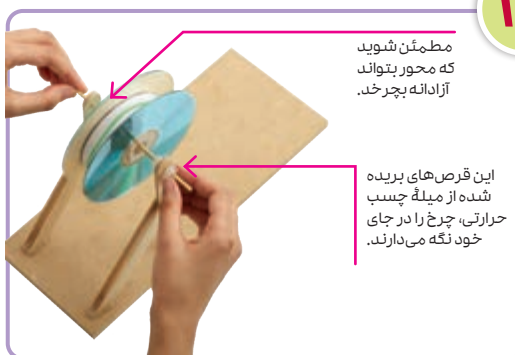 مطمئن شوید
که محور بتواند
آزادانه بچرخد.
این قرص‌های بریده
شده از میلهٔ چسب
حرارتی، چرخ را در جای
خود نگه می‌دارند.